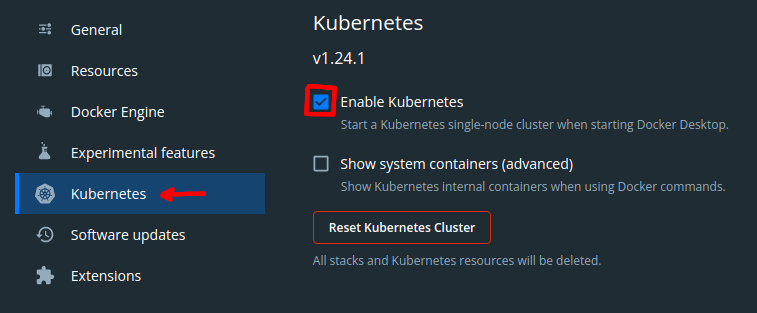 General
Resources
Docker Engine
Experimental features
Kubernetes
Software updates
Extensions
Kubernetes
v1.24.1
Enable Kubernetes
Start a Kubernetes single-node cluster when starting Docker Desktop.
Show system containers (advanced)
Show Kubernetes internal containers when using Docker commands.
Reset Kubernetes Cluster
All stacks and Kubernetes resources will be deleted.